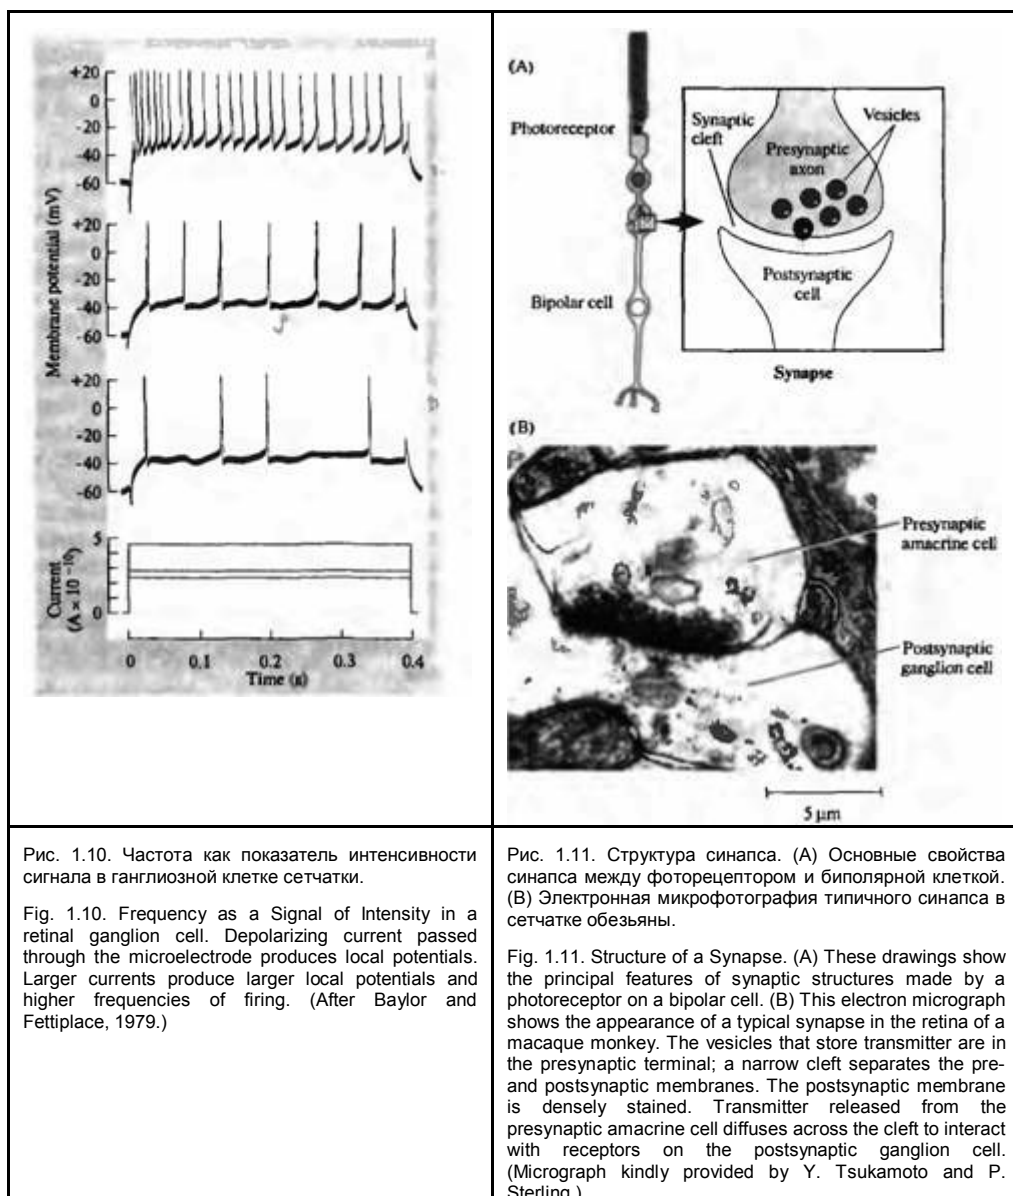 +20
0
-20
-40
-60
+20
0
-20
-40
-60
+20
0
-20
-40
-60
Membrane potential (mV)
5
0
Current
(A × 10⁻¹⁰)
0
0.1
0.2
0.3
0.4
Time (s)
(A)
Photoreceptor
Bipolar cell
Synaptic
cleft
Vesicles
Presynaptic
axon
Postsynaptic
cell
Synapse
(B)
Presynaptic
amacrine cell
Postsynaptic
ganglion cell
5 μm
Рис. 1.10. Частота как показатель интенсивности
сигнала в ганглиозной клетке сетчатки.
Fig. 1.10. Frequency as a Signal of Intensity in a
retinal ganglion cell. Depolarizing current passed
through the microelectrode produces local potentials.
Larger currents produce larger local potentials and
higher frequencies of firing. (After Baylor and
Fettiplace, 1979.)
Рис. 1.11. Структура синапса. (А) Основные свойства
синапса между фоторецептором и биполярной клеткой.
(В) Электронная микрофотография типичного синапса в
сетчатке обезьяны.
Fig. 1.11. Structure of a Synapse. (A) These drawings show
the principal features of synaptic structures made by a
photoreceptor on a bipolar cell. (B) This electron micrograph
shows the appearance of a typical synapse in the retina of a
macaque monkey. The vesicles that store transmitter are in
the presynaptic terminal; a narrow cleft separates the pre-
and postsynaptic membranes. The postsynaptic membrane
is densely stained. Transmitter released from the
presynaptic amacrine cell diffuses across the cleft to interact
with receptors on the postsynaptic ganglion cell.
(Micrograph kindly provided by Y. Tsukamoto and P.
Sterling.)